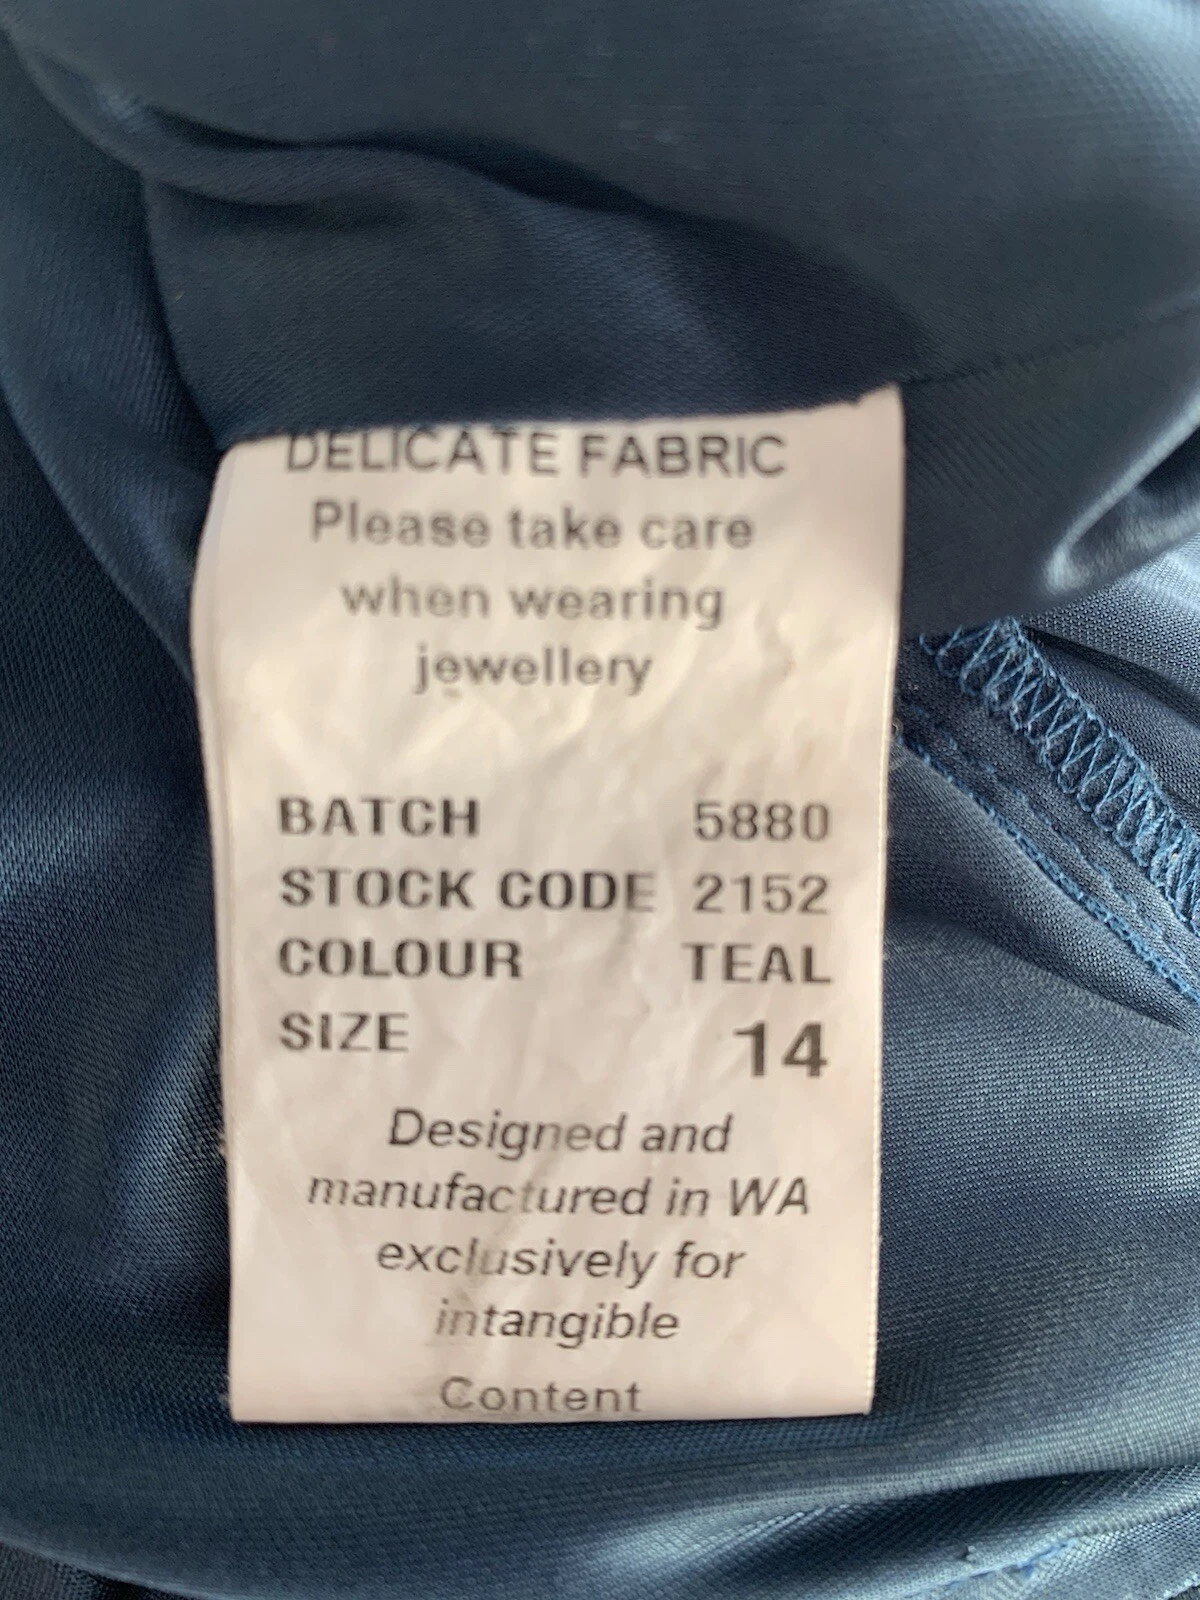 DELICATE FABRIC
Please take care
when wearing
jewellery
BATCH 5880
STOCK CODE 2152
COLOUR TEAL
SIZE 14
Designed and
manufactured in WA
exclusively for
intangible
Content